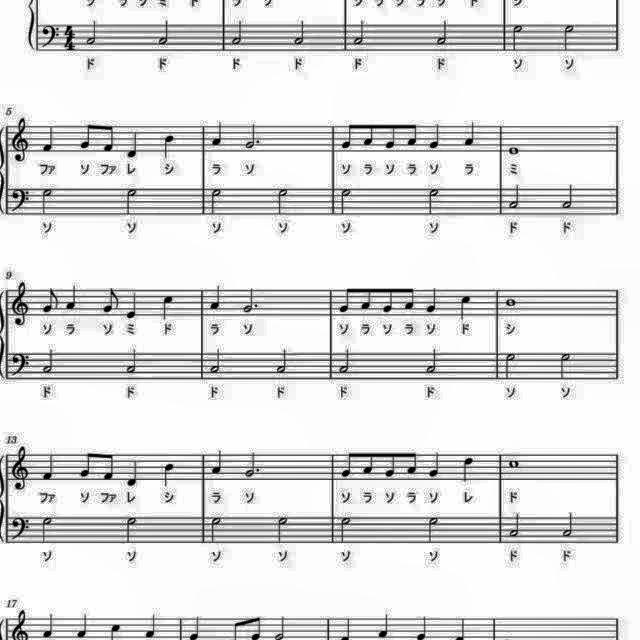 ド ド ド ド ド ド ソ ソ
5
ファ ソ ファ レ シ ラ ソ ソ ラ ソ ラ ソ ラ ミ
ソ ソ ソ ソ ソ ソ ド ド
9
ソ ラ ソ ミ ド ラ ソ ソ ラ ソ ラ ソ ド シ
ド ド ド ド ド ド ソ ソ
13
ファ ソ ファ レ シ ラ ソ ソ ラ ソ ラ ソ レ ド
ソ ソ ソ ソ ソ ソ ド ド
17